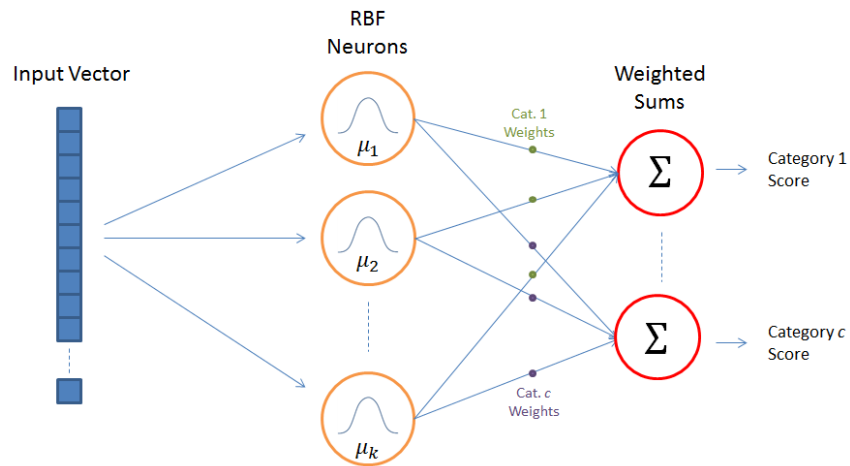 RBF
Neurons
Input Vector
Weighted
Sums
Cat. 1
Weights
μ1
Σ
Category 1
Score
μ2
Σ
Category c
Score
Cat. c
Weights
μk